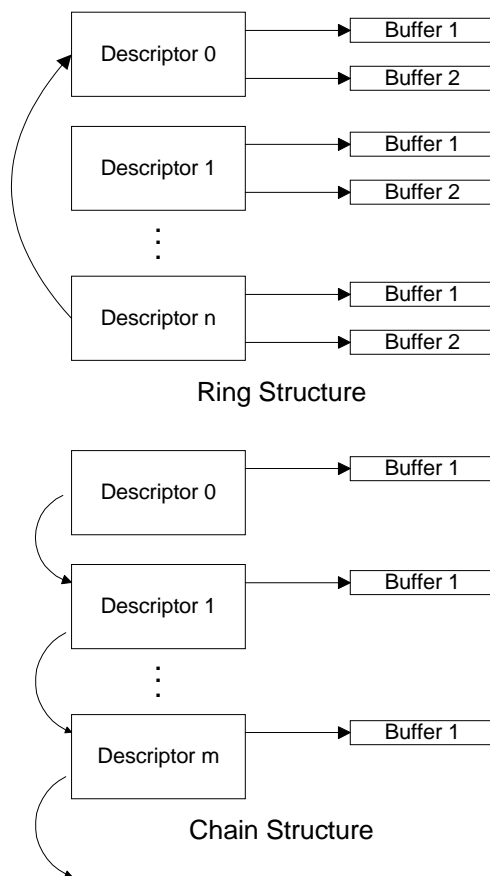 Descriptor 0
Buffer 1
Buffer 2
Descriptor 1
Buffer 1
Buffer 2
Descriptor n
Buffer 1
Buffer 2
Ring Structure
Descriptor 0
Buffer 1
Descriptor 1
Buffer 1
Descriptor m
Buffer 1
Chain Structure